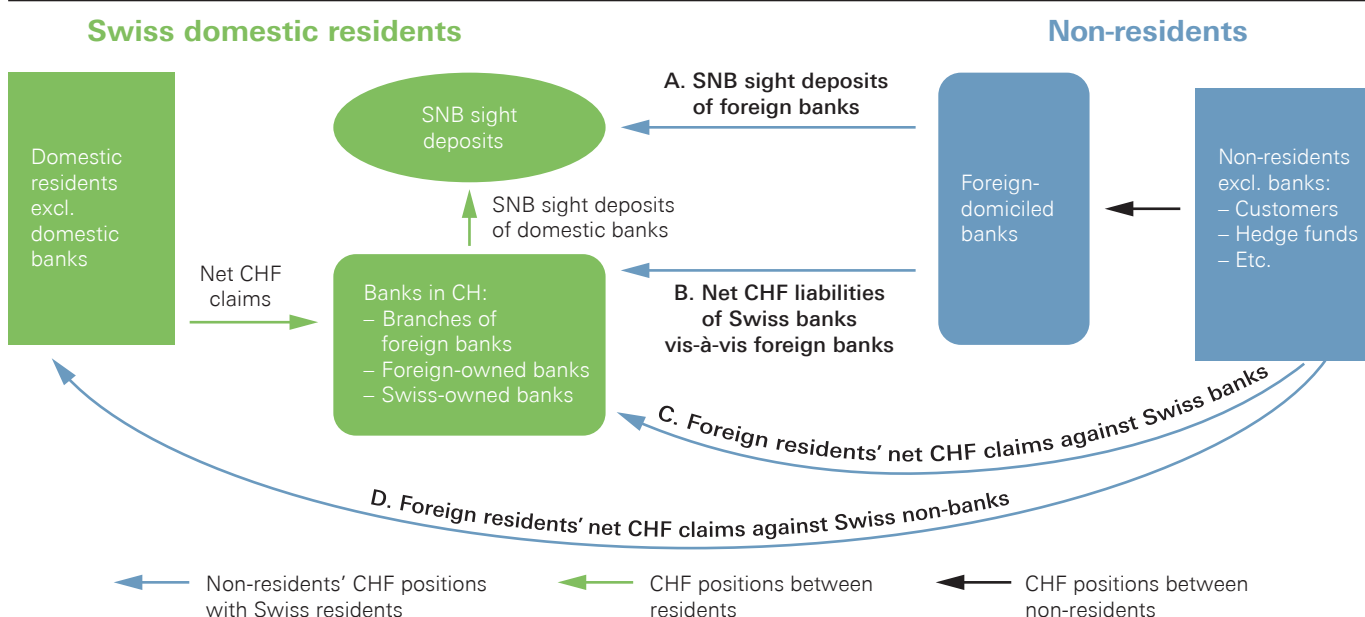 Swiss domestic residents
Non-residents
Domestic
residents
excl.
domestic
banks
Net CHF
claims
SNB sight
deposits
SNB sight deposits
of domestic banks
Banks in CH:
– Branches of
foreign banks
– Foreign-owned banks
– Swiss-owned banks
A. SNB sight deposits
of foreign banks
B. Net CHF liabilities
of Swiss banks
vis-à-vis foreign banks
Foreign-
domiciled
banks
Non-residents
excl. banks:
– Customers
– Hedge funds
– Etc.
C. Foreign residents' net CHF claims against Swiss banks
D. Foreign residents' net CHF claims against Swiss non-banks
Non-residents' CHF positions
with Swiss residents
CHF positions between
residents
CHF positions between
non-residents